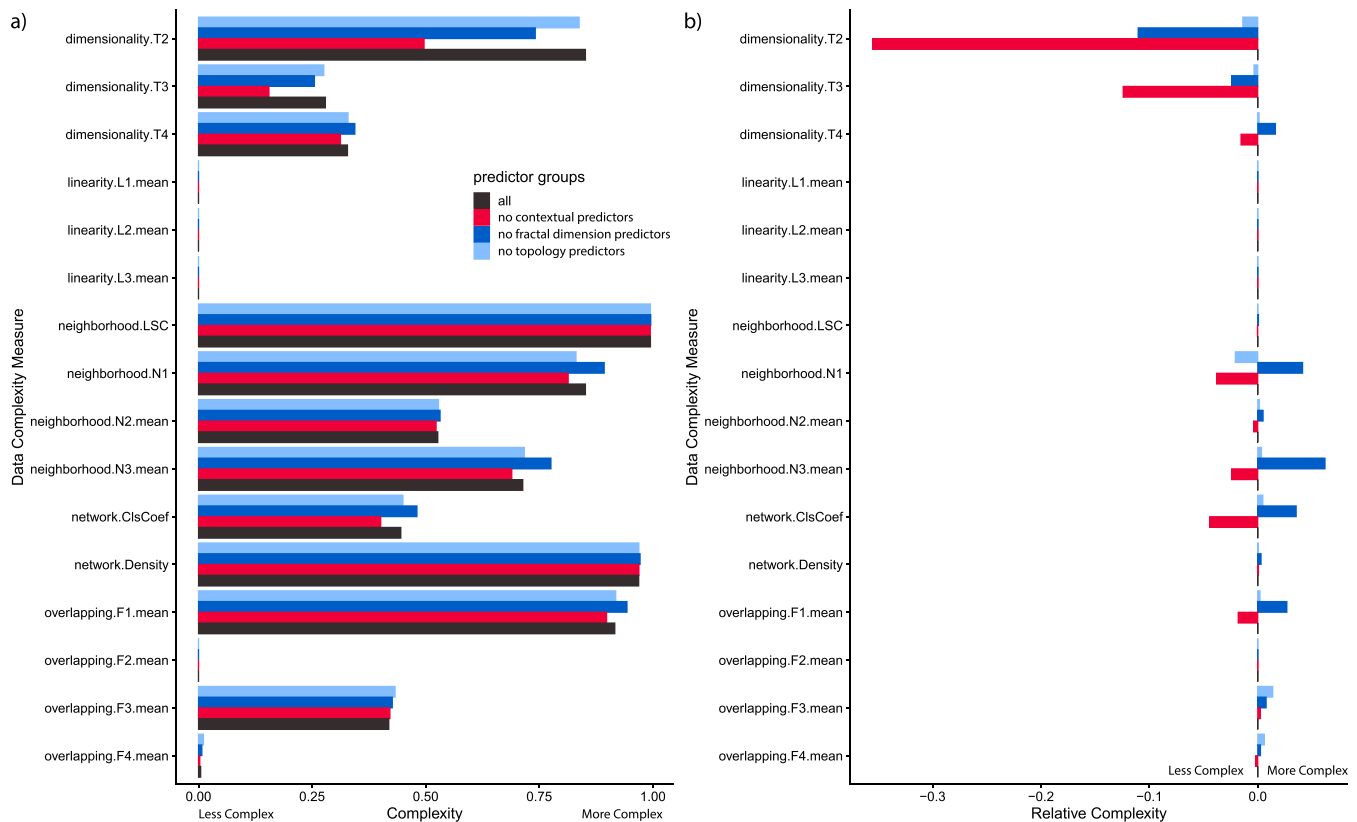 a)
dimensionality.T2
dimensionality.T3
dimensionality.T4
linearity.L1.mean
linearity.L2.mean
linearity.L3.mean
neighborhood.LSC
neighborhood.N1
neighborhood.N2.mean
neighborhood.N3.mean
network.ClsCoef
network.Density
overlapping.F1.mean
overlapping.F2.mean
overlapping.F3.mean
overlapping.F4.mean
Data Complexity Measure
predictor groups
all
no contextual predictors
no fractal dimension predictors
no topology predictors
0.00
0.25
0.50
0.75
1.00
Less Complex
Complexity
More Complex
b)
dimensionality.T2
dimensionality.T3
dimensionality.T4
linearity.L1.mean
linearity.L2.mean
linearity.L3.mean
neighborhood.LSC
neighborhood.N1
neighborhood.N2.mean
neighborhood.N3.mean
network.ClsCoef
network.Density
overlapping.F1.mean
overlapping.F2.mean
overlapping.F3.mean
overlapping.F4.mean
Data Complexity Measure
Less Complex
More Complex
−0.3
−0.2
−0.1
0.0
Relative Complexity